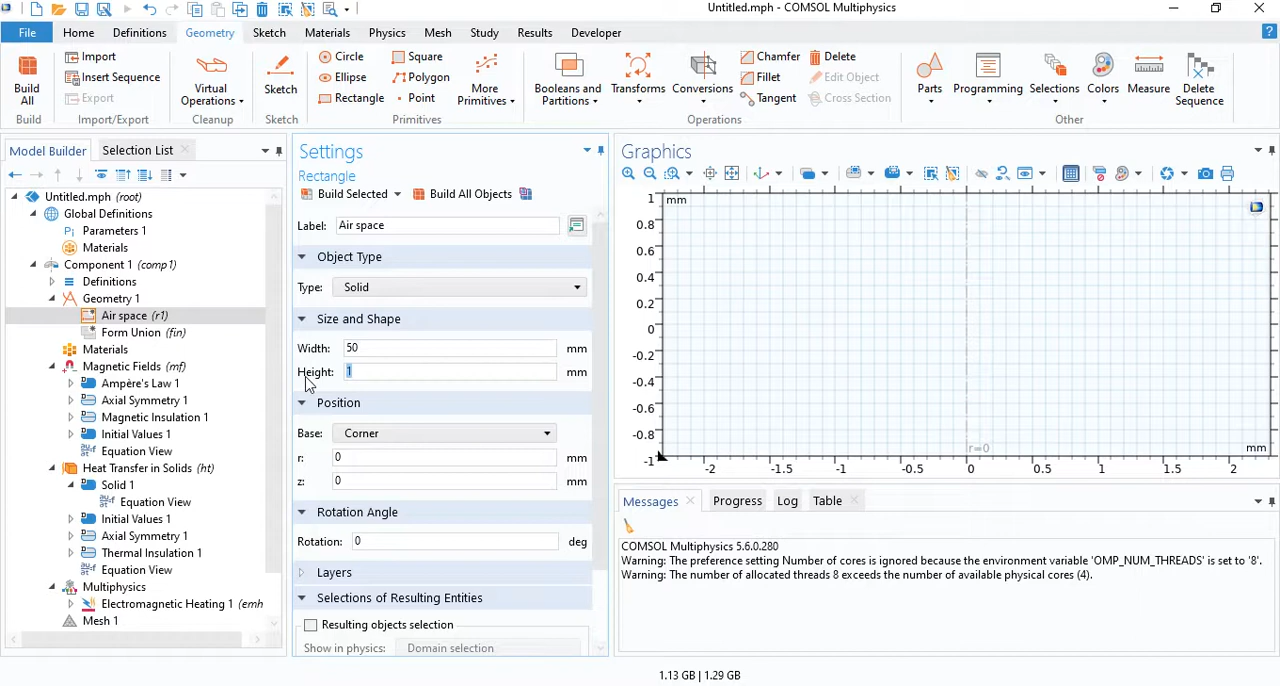 Untitled.mph - COMSOL Multiphysics
File Home Definitions Geometry Sketch Materials Physics Mesh Study Results Developer
Build All
Build
Import
Insert Sequence
Export
Import/Export
Virtual Operations
Cleanup
Sketch
Sketch
Circle
Ellipse
Rectangle
Square
Polygon
Point
More Primitives
Primitives
Booleans and Partitions
Transforms
Conversions
Chamfer
Fillet
Tangent
Delete
Edit Object
Cross Section
Operations
Parts
Programming
Selections
Colors
Measure
Delete Sequence
Other
Model Builder
Selection List
Untitled.mph (root)
Global Definitions
Parameters 1
Materials
Component 1 (comp1)
Definitions
Geometry 1
Air space (r1)
Form Union (fin)
Materials
Magnetic Fields (mf)
Ampère's Law 1
Axial Symmetry 1
Magnetic Insulation 1
Initial Values 1
Equation View
Heat Transfer in Solids (ht)
Solid 1
Equation View
Initial Values 1
Axial Symmetry 1
Thermal Insulation 1
Equation View
Multiphysics
Electromagnetic Heating 1 (emh
Mesh 1
Settings
Rectangle
Build Selected
Build All Objects
Label: Air space
Object Type
Type: Solid
Size and Shape
Width: 50 mm
Height: 1 mm
Position
Base: Corner
r: 0 mm
z: 0 mm
Rotation Angle
Rotation: 0 deg
Layers
Selections of Resulting Entities
Resulting objects selection
Show in physics: Domain selection
Graphics
mm
1
0.8
0.6
0.4
0.2
0
-0.2
-0.4
-0.6
-0.8
-1
r=0
mm
-2 -1.5 -1 -0.5 0 0.5 1 1.5 2
Messages Progress Log Table
COMSOL Multiphysics 5.6.0.280
Warning: The preference setting Number of cores is ignored because the environment variable 'OMP_NUM_THREADS' is set to '8'.
Warning: The number of allocated threads 8 exceeds the number of available physical cores (4).
1.13 GB | 1.29 GB